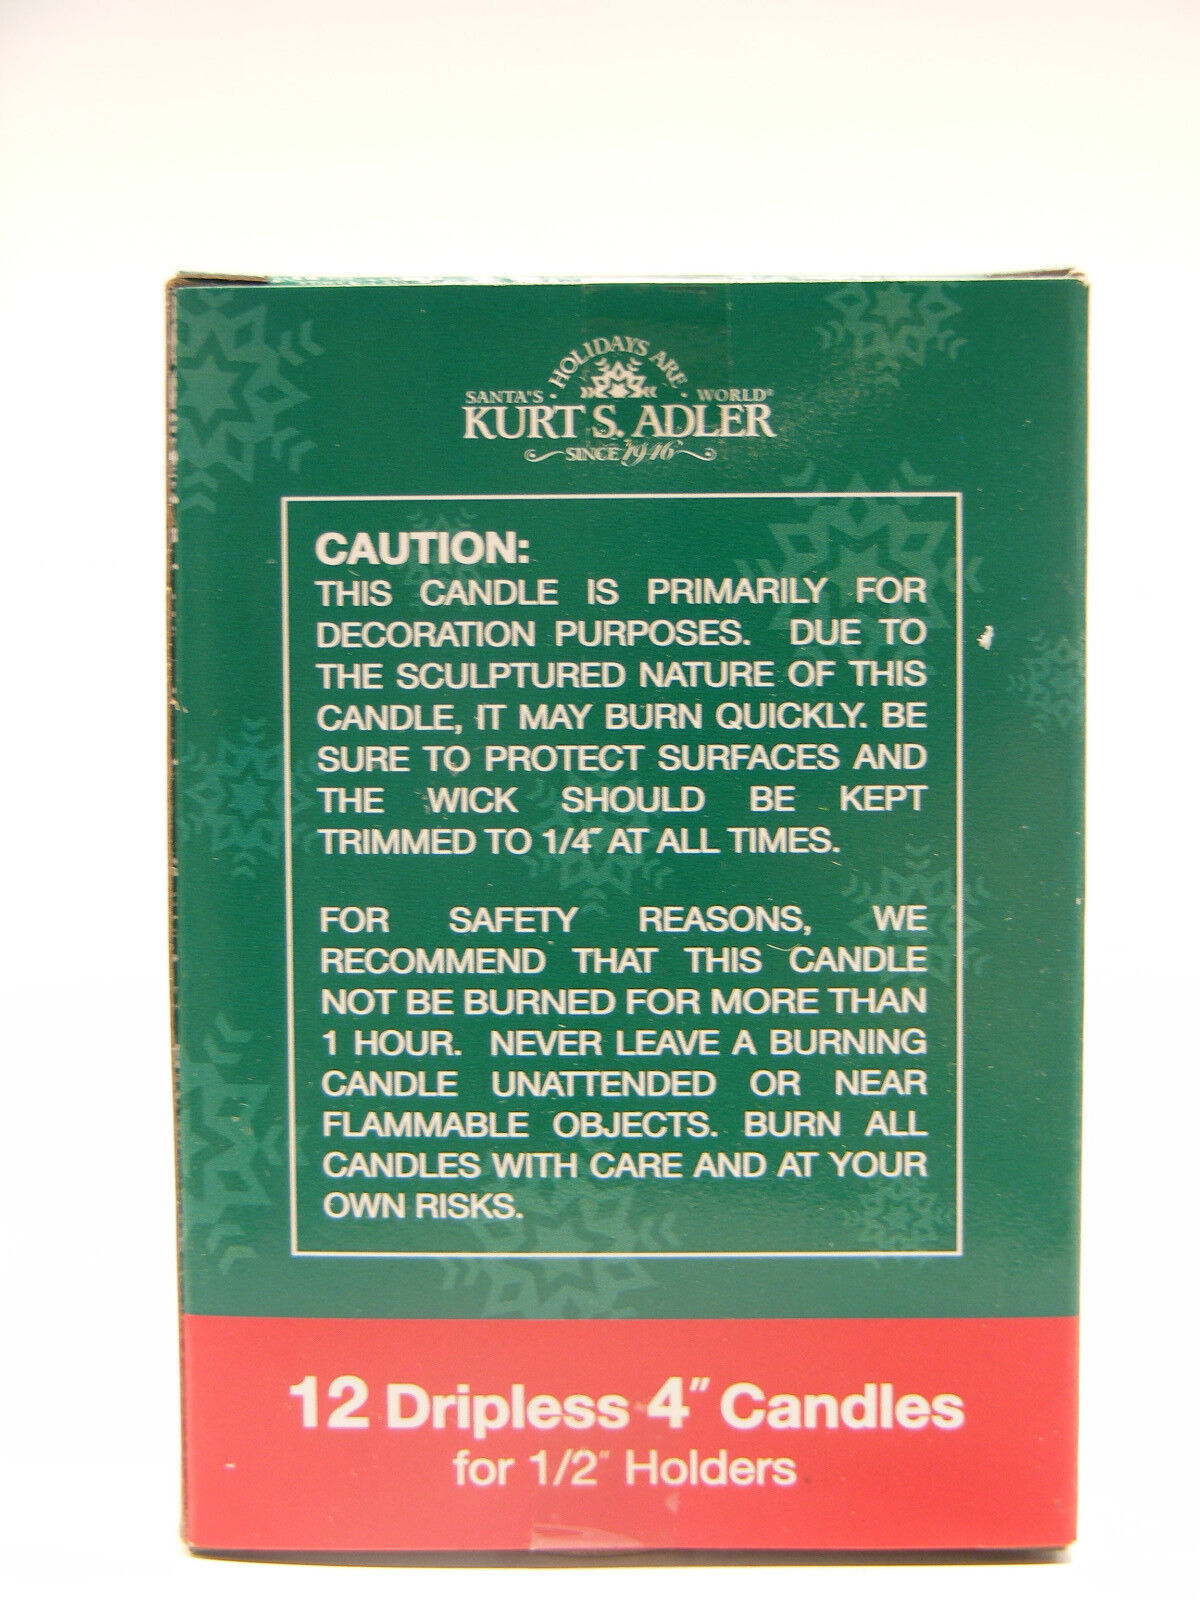 HOLIDAYS ARE
SANTA'S · · WORLD®
KURT S. ADLER
SINCE 1946
CAUTION:
THIS CANDLE IS PRIMARILY FOR
DECORATION PURPOSES. DUE TO
THE SCULPTURED NATURE OF THIS
CANDLE, IT MAY BURN QUICKLY. BE
SURE TO PROTECT SURFACES AND
THE WICK SHOULD BE KEPT
TRIMMED TO 1/4" AT ALL TIMES.
FOR SAFETY REASONS, WE
RECOMMEND THAT THIS CANDLE
NOT BE BURNED FOR MORE THAN
1 HOUR. NEVER LEAVE A BURNING
CANDLE UNATTENDED OR NEAR
FLAMMABLE OBJECTS. BURN ALL
CANDLES WITH CARE AND AT YOUR
OWN RISKS.
12 Dripless 4" Candles
for 1/2" Holders